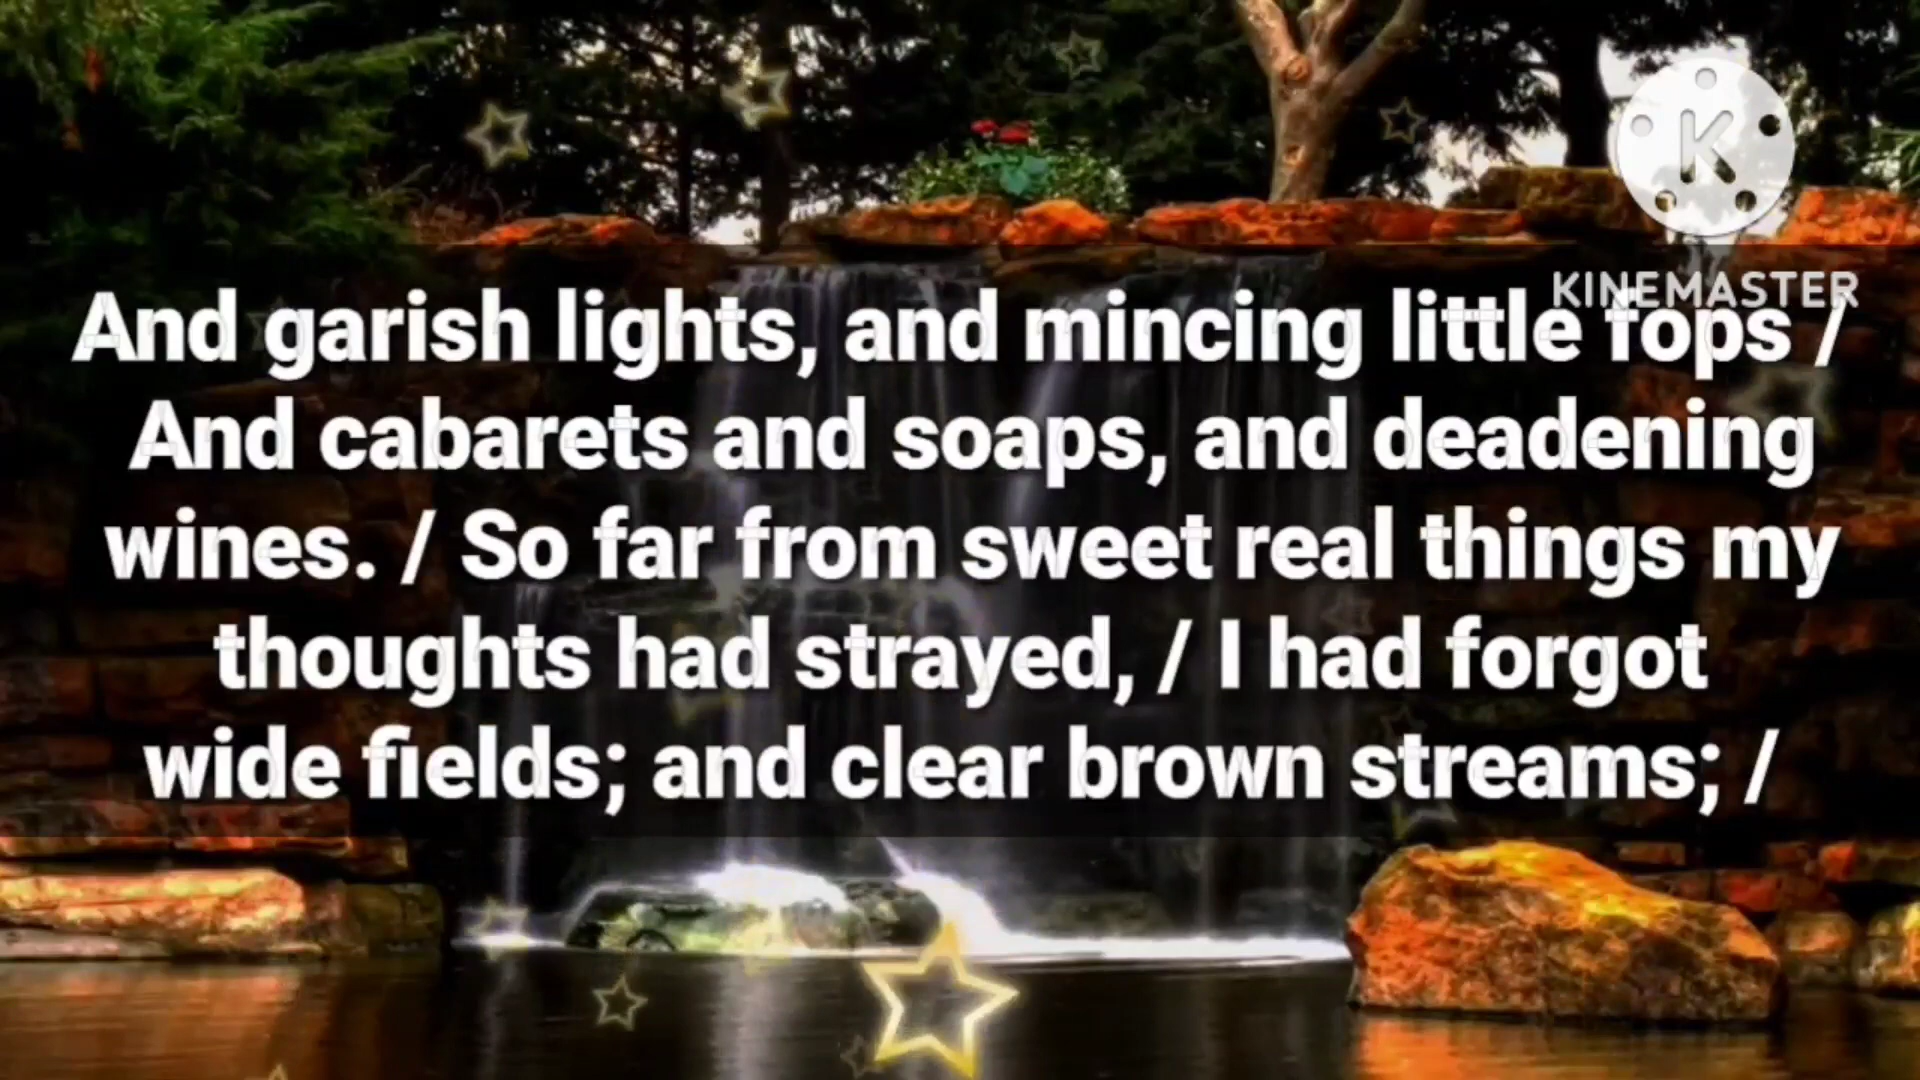 K
KINEMASTER
And garish lights, and mincing little fops /
And cabarets and soaps, and deadening
wines. / So far from sweet real things my
thoughts had strayed, / I had forgot
wide fields; and clear brown streams; /